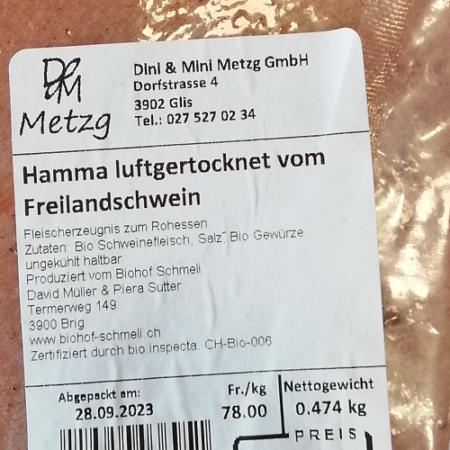 D&M
Metzg
Dini & Mini Metzg GmbH
Dorfstrasse 4
3902 Glis
Tel.: 027 527 02 34
Hamma luftgertocknet vom
Freilandschwein
Fleischerzeugnis zum Rohessen
Zutaten: Bio Schweinefleisch, Salz, Bio Gewürze
ungekühlt haltbar
Produziert vom Biohof Schmeli
David Müller & Piera Sutter
Termerweg 149
3900 Brig
www.biohof-schmeli.ch
Zertifiziert durch bio.inspecta. CH-Bio-006
Abgepackt am:
28.09.2023
Fr./kg
78.00
Nettogewicht
0.474 kg
PREIS